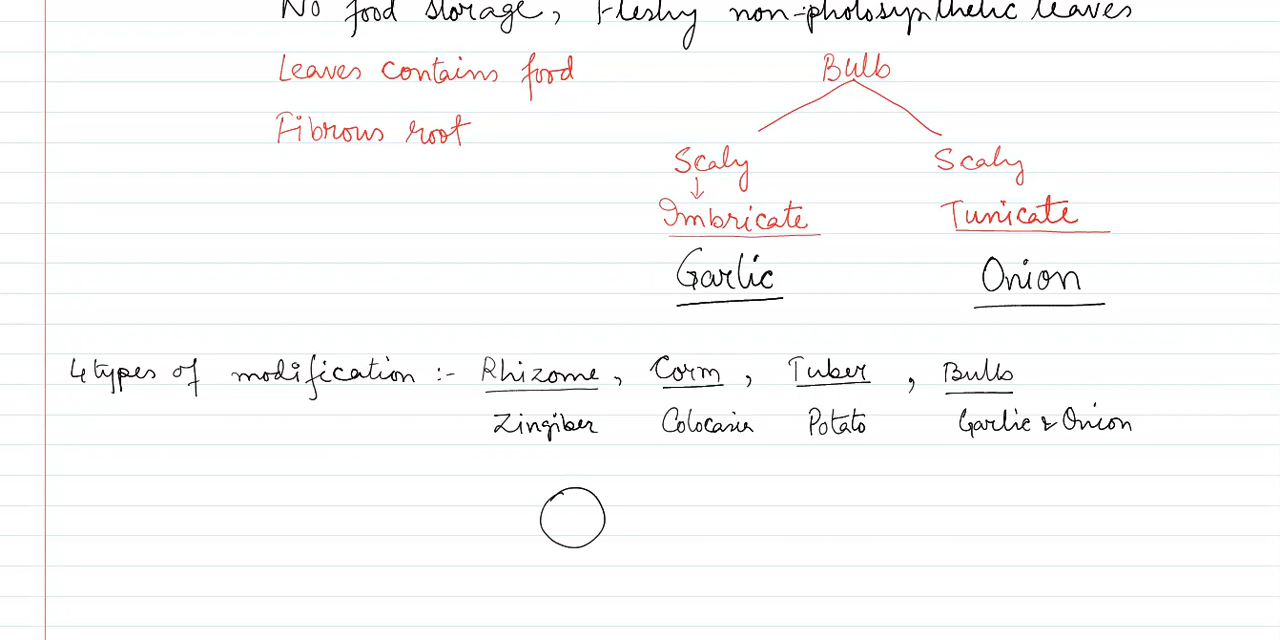 No food storage, Fleshy non-photosynthetic leaves
Leaves contains food
Bulb
Fibrous root
Scaly Scaly
↓
Imbricate Tunicate
Garlic Onion
4 types of modification :- Rhizome, Corm, Tuber, Bulb
Zingiber Colocasia Potato Garlic & Onion